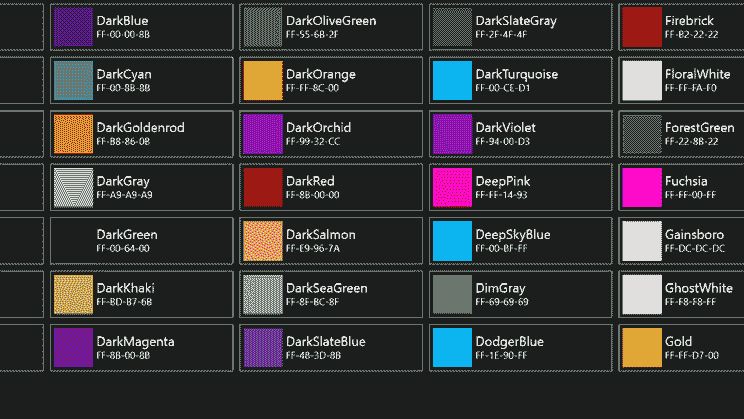 DarkBlue
FF-00-00-8B
DarkCyan
FF-00-8B-8B
DarkGoldenrod
FF-B8-86-0B
DarkGray
FF-A9-A9-A9
DarkGreen
FF-00-64-00
DarkKhaki
FF-BD-B7-6B
DarkMagenta
FF-8B-00-8B
DarkOliveGreen
FF-55-6B-2F
DarkOrange
FF-FF-8C-00
DarkOrchid
FF-99-32-CC
DarkRed
FF-8B-00-00
DarkSalmon
FF-E9-96-7A
DarkSeaGreen
FF-8F-BC-8F
DarkSlateBlue
FF-48-3D-8B
DarkSlateGray
FF-2F-4F-4F
DarkTurquoise
FF-00-CE-D1
DarkViolet
FF-94-00-D3
DeepPink
FF-FF-14-93
DeepSkyBlue
FF-00-BF-FF
DimGray
FF-69-69-69
DodgerBlue
FF-1E-90-FF
Firebrick
FF-B2-22-22
FloralWhite
FF-FF-FA-F0
ForestGreen
FF-22-8B-22
Fuchsia
FF-FF-00-FF
Gainsboro
FF-DC-DC-DC
GhostWhite
FF-F8-F8-FF
Gold
FF-FF-D7-00